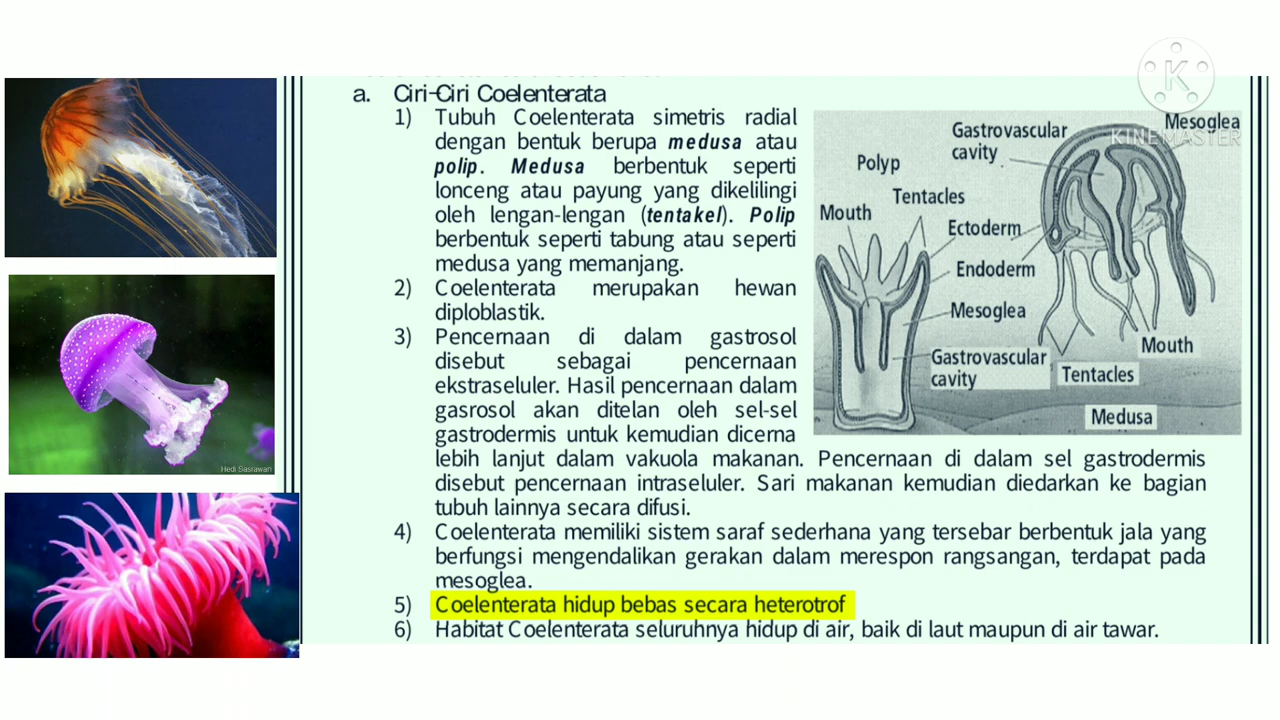 a. Ciri-Ciri Coelenterata
1) Tubuh Coelenterata simetris radial
dengan bentuk berupa medusa atau
polip. Medusa berbentuk seperti
lonceng atau payung yang dikelilingi
oleh lengan-lengan (tentakel). Polip
berbentuk seperti tabung atau seperti
medusa yang memanjang.
2) Coelenterata merupakan hewan
diploblastik.
3) Pencernaan di dalam gastrosol
disebut sebagai pencernaan
ekstraseluler. Hasil pencernaan dalam
gasrosol akan ditelan oleh sel-sel
gastrodermis untuk kemudian dicerna
lebih lanjut dalam vakuola makanan. Pencernaan di dalam sel gastrodermis
disebut pencernaan intraseluler. Sari makanan kemudian diedarkan ke bagian
tubuh lainnya secara difusi.
4) Coelenterata memiliki sistem saraf sederhana yang tersebar berbentuk jala yang
berfungsi mengendalikan gerakan dalam merespon rangsangan, terdapat pada
mesoglea.
5) Coelenterata hidup bebas secara heterotrof
6) Habitat Coelenterata seluruhnya hidup di air, baik di laut maupun di air tawar.
Mesoglea
Gastrovascular
cavity
Polyp
Tentacles
Mouth
Ectoderm
Endoderm
Mesoglea
Gastrovascular
cavity
Mouth
Tentacles
Medusa
K
KINEMASTER
Hedi Sasrawan